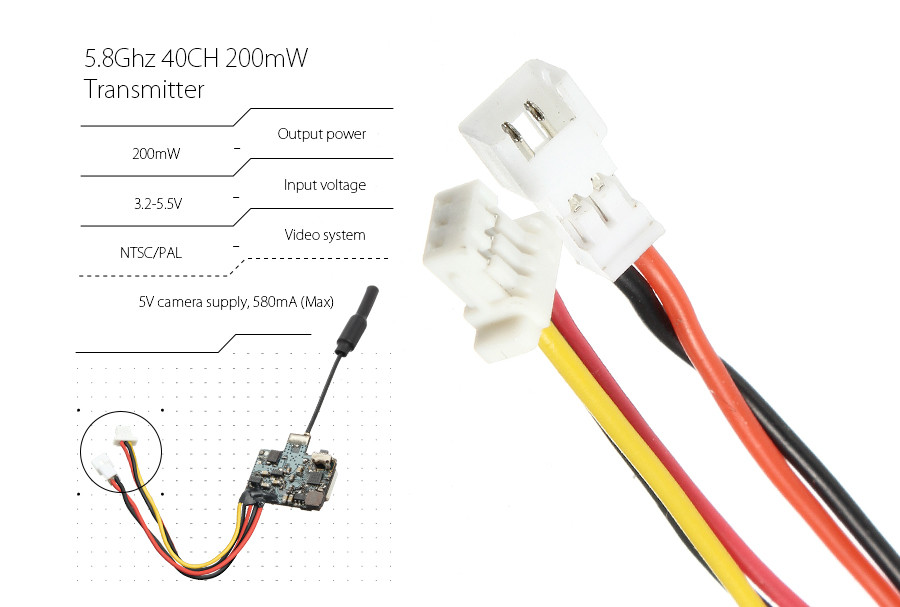 5.8Ghz 40CH 200mW
Transmitter
Output power
200mW
Input voltage
3.2-5.5V
Video system
NTSC/PAL
5V camera supply, 580mA (Max)